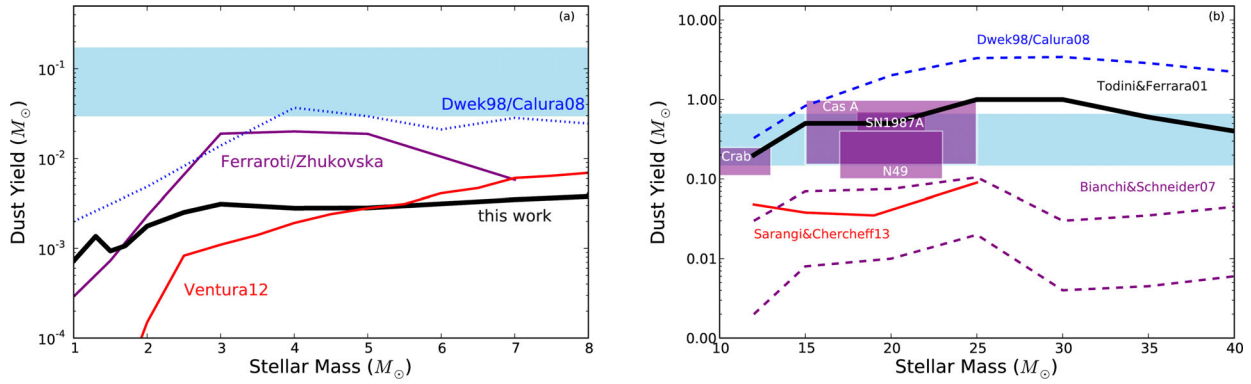 (a)
Dust Yield (M⊙)
10⁻¹
10⁻²
10⁻³
10⁻⁴
Dwek98/Calura08
Ferraroti/Zhukovska
this work
Ventura12
1 2 3 4 5 6 7 8
Stellar Mass (M⊙)
(b)
Dust Yield (M⊙)
10.00
1.00
0.10
0.01
0.00
Dwek98/Calura08
Todini&Ferrara01
Cas A
SN1987A
Crab
N49
Bianchi&Schneider07
Sarangi&Chercheff13
10 15 20 25 30 35 40
Stellar Mass (M⊙)